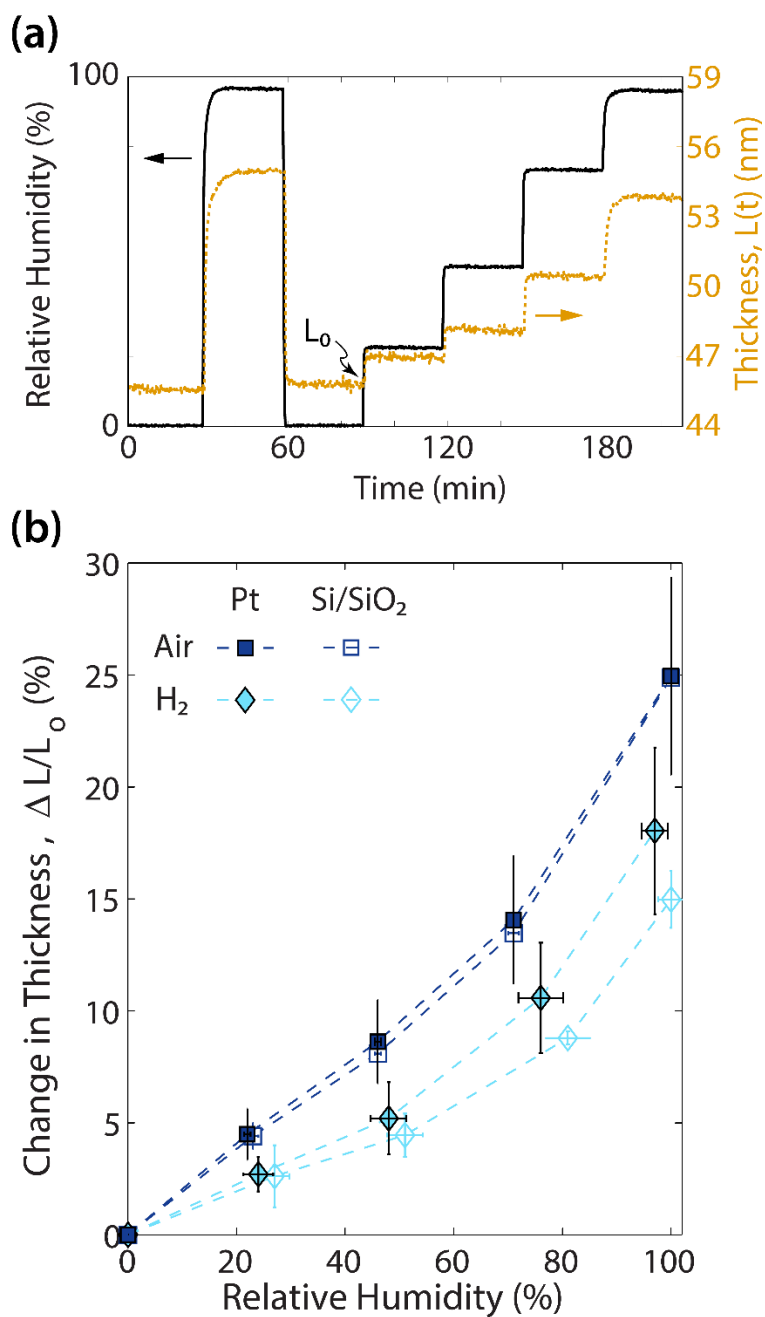 (a)
100
0
Relative Humidity (%)
L₀
59
56
53
50
47
44
Thickness, L(t) (nm)
0
60
120
180
Time (min)
(b)
30
25
20
15
10
5
0
Change in Thickness , Δ L/L₀ (%)
Pt Si/SiO₂
Air
H₂
0 20 40 60 80 100
Relative Humidity (%)